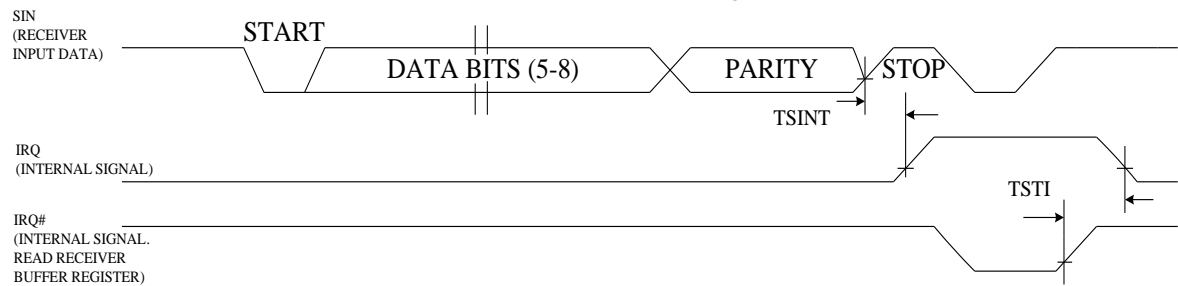 SIN
(RECEIVER
INPUT DATA)
START
DATA BITS (5-8)
PARITY
STOP
TSINT
IRQ
(INTERNAL SIGNAL)
TSTI
IRQ#
(INTERNAL SIGNAL.
READ RECEIVER
BUFFER REGISTER)